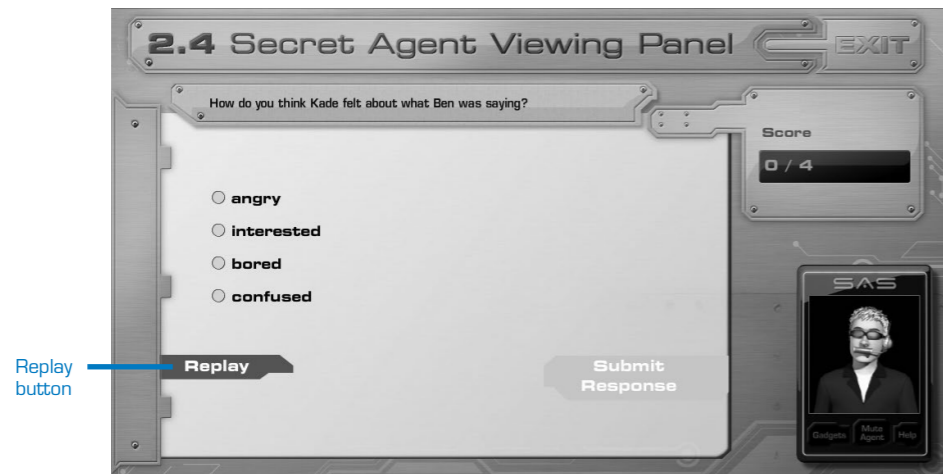 2.4 Secret Agent Viewing Panel
EXIT
How do you think Kade felt about what Ben was saying?
Score
0 / 4
angry
interested
bored
confused
SAS
Replay
button
Replay
Submit
Response
Gadgets
Mute
Agent
Help